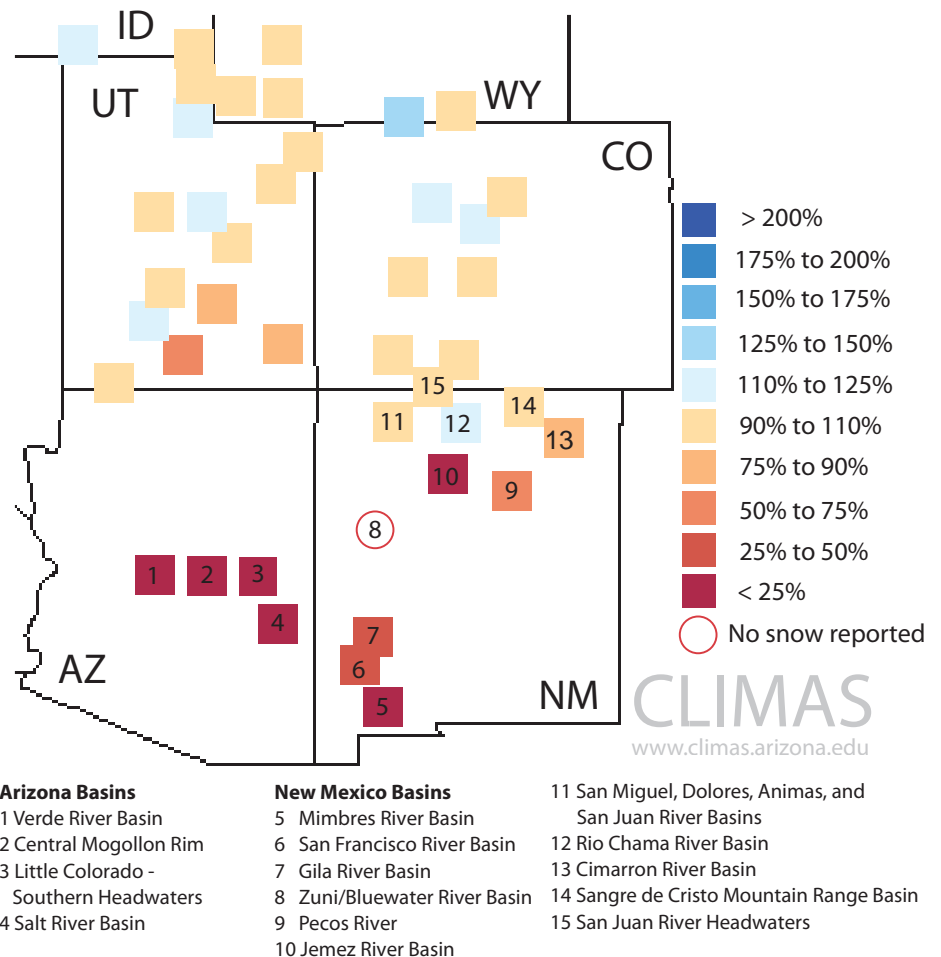 ID
UT
WY
CO
15
11
12
14
13
10
9
8
1
2
3
4
7
6
5
AZ
NM
> 200%
175% to 200%
150% to 175%
125% to 150%
110% to 125%
90% to 110%
75% to 90%
50% to 75%
25% to 50%
< 25%
No snow reported
CLIMAS
www.climas.arizona.edu
Arizona Basins
1 Verde River Basin
2 Central Mogollon Rim
3 Little Colorado -
Southern Headwaters
4 Salt River Basin
New Mexico Basins
5 Mimbres River Basin
6 San Francisco River Basin
7 Gila River Basin
8 Zuni/Bluewater River Basin
9 Pecos River
10 Jemez River Basin
11 San Miguel, Dolores, Animas, and
San Juan River Basins
12 Rio Chama River Basin
13 Cimarron River Basin
14 Sangre de Cristo Mountain Range Basin
15 San Juan River Headwaters